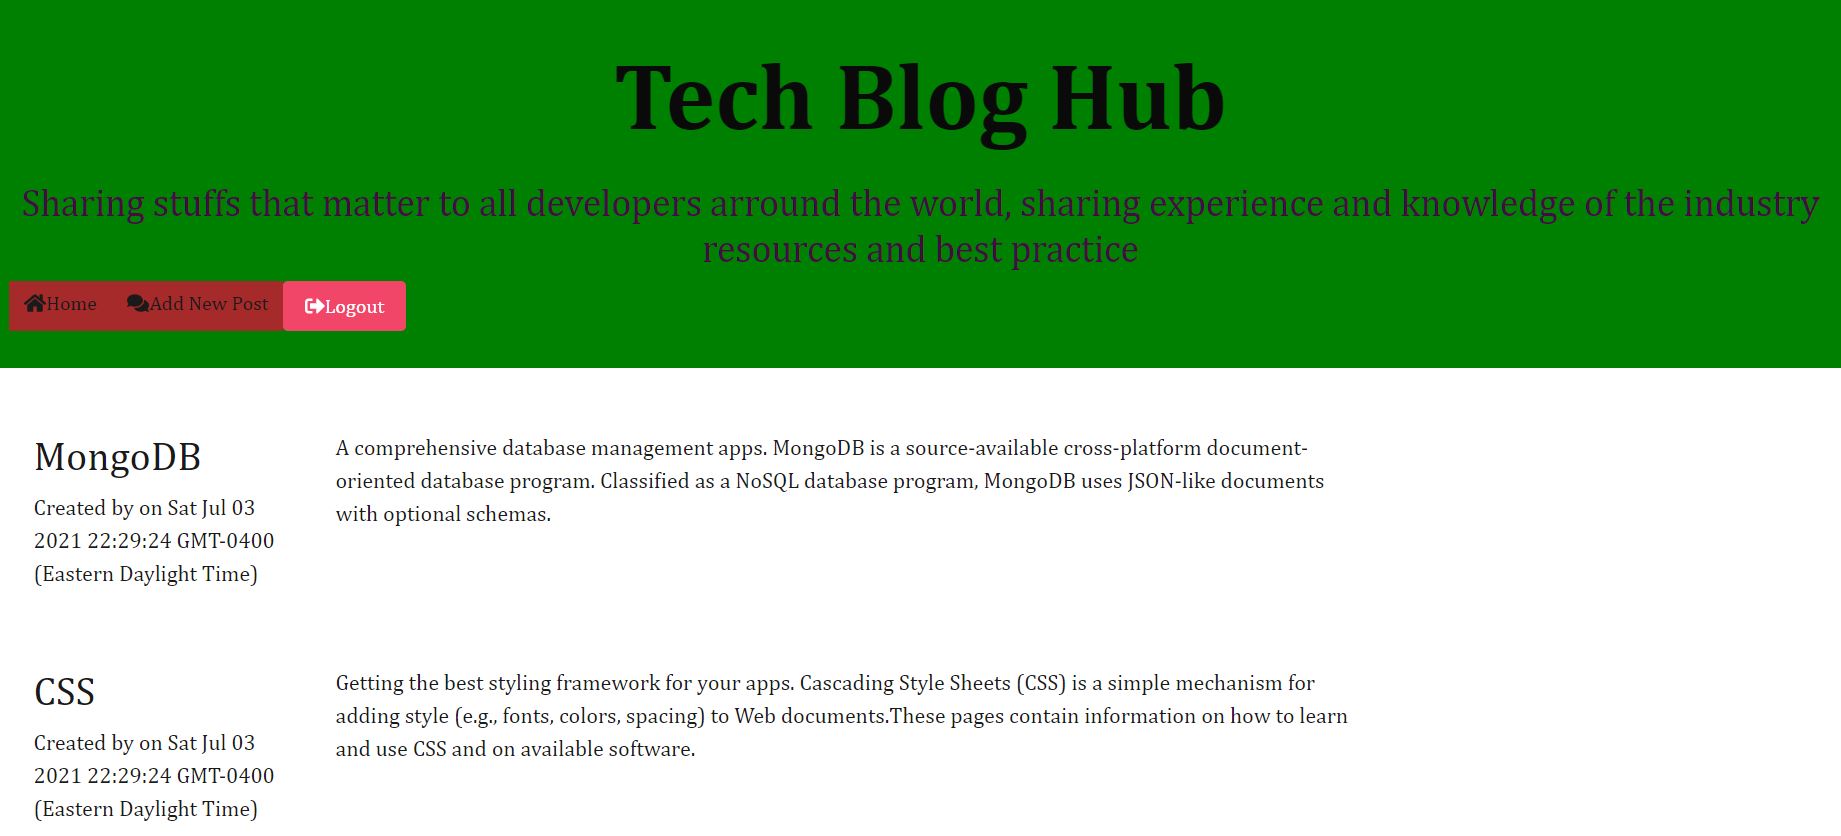 Tech Blog Hub
Sharing stuffs that matter to all developers arround the world, sharing experience and knowledge of the industry
resources and best practice
Home Add New Post Logout
MongoDB
Created by on Sat Jul 03
2021 22:29:24 GMT-0400
(Eastern Daylight Time)
A comprehensive database management apps. MongoDB is a source-available cross-platform document-
oriented database program. Classified as a NoSQL database program, MongoDB uses JSON-like documents
with optional schemas.
CSS
Created by on Sat Jul 03
2021 22:29:24 GMT-0400
(Eastern Daylight Time)
Getting the best styling framework for your apps. Cascading Style Sheets (CSS) is a simple mechanism for
adding style (e.g., fonts, colors, spacing) to Web documents.These pages contain information on how to learn
and use CSS and on available software.